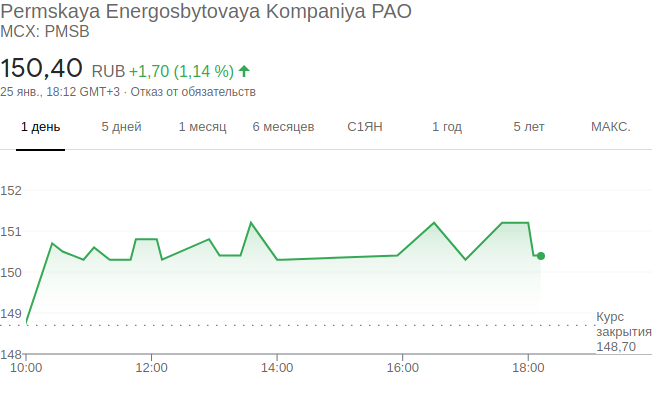 Permskaya Energosbytovaya Kompaniya PAO
MCX: PMSB
150,40 RUB +1,70 (1,14 %)
25 янв., 18:12 GMT+3 · Отказ от обязательств
1 день 5 дней 1 месяц 6 месяцев С1ЯН 1 год 5 лет МАКС.
152
151
150
149
Курс
закрытия
148,70
148
10:00 12:00 14:00 16:00 18:00